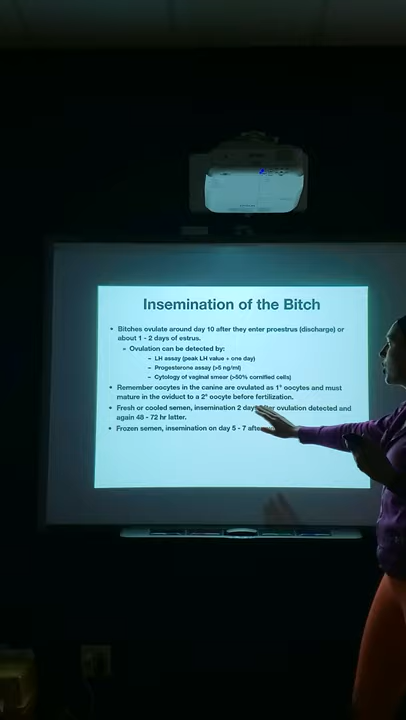 Insemination of the Bitch
• Bitches ovulate around day 10 after they enter proestrus (discharge) or
about 1 - 2 days of estrus.
– Ovulation can be detected by:
– LH assay (peak LH value + one day)
– Progesterone assay (>5 ng/ml)
– Cytology of vaginal smear (>50% cornified cells)
• Remember oocytes in the canine are ovulated as 1° oocytes and must
mature in the oviduct to a 2° oocyte before fertilization.
• Fresh or cooled semen, insemination 2 days after ovulation detected and
again 48 - 72 hr latter.
• Frozen semen, insemination on day 5 - 7 after